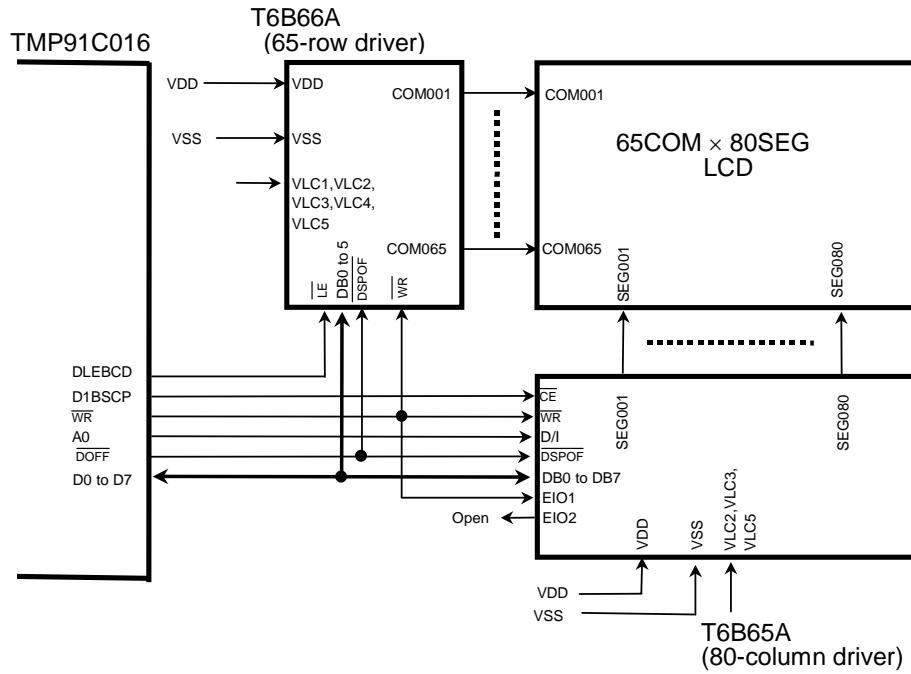 T6B66A
(65-row driver)
TMP91C016
VDD
VDD
COM001
COM001
VSS
VSS
65COM × 80SEG
LCD
VLC1,VLC2,
VLC3,VLC4,
VLC5
COM065
COM065
LE
DB0 to 5
DSPOF
WR
SEG001
SEG080
DLEBCD
D1BSCP
CE
WR
WR
A0
D/I
DOFF
DSPOF
D0 to D7
DB0 to DB7
EIO1
Open
EIO2
SEG001
SEG080
VDD
VSS
VLC2,VLC3,
VLC5
VDD
VSS
T6B65A
(80-column driver)